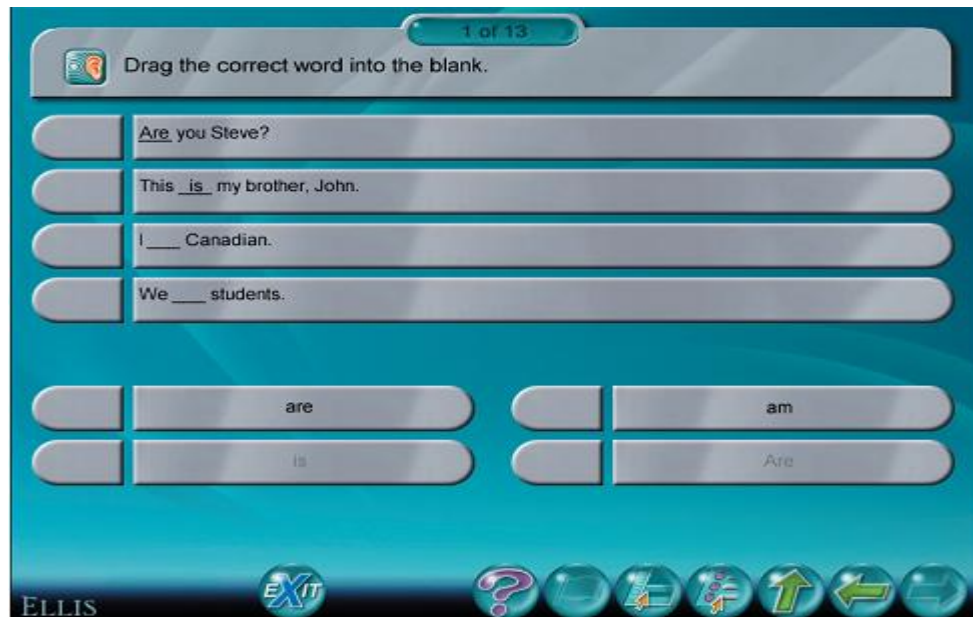 1 of 13
Drag the correct word into the blank.
Are you Steve?
This _is_ my brother, John.
I ___ Canadian.
We ___ students.
are
am
is
Are
EXIT
ELLIS